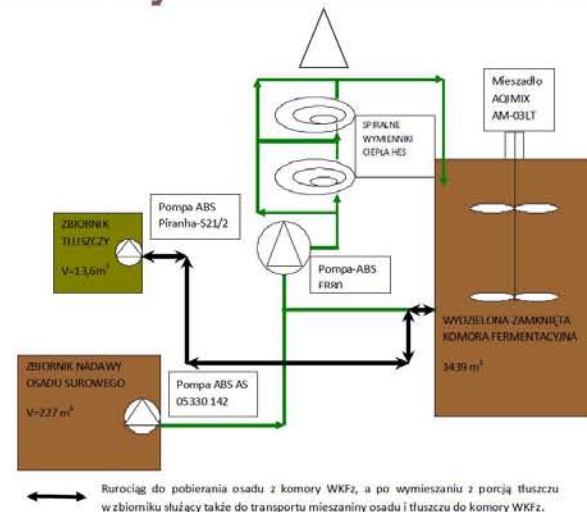 Mieszadło
AQIMIX
AM-03LT
SPIRALNE
WYMIENNIKI
CIEPŁA HES
Pompa ABS
Piranha-S21/2
ZBIORNIK
TŁUSZCZY
V=13,6m³
Pompa-ABS
FR80
WYDZIELONA ZAMKNIĘTA
KOMORA FERMENTACYJNA
1439 m³
ZBIORNIK NADAWY
OSADU SUROWEGO
V=227 m³
Pompa ABS AS
05330 142
Rurociąg do pobierania osadu z komory WKFz, a po wymieszaniu z porcją tłuszczu
w zbiorniku służący także do transportu mieszaniny osadu i tłuszczu do komory WKFz.